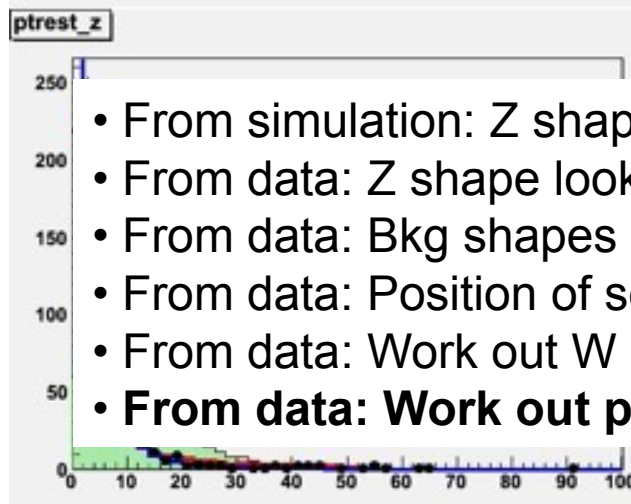 ptrest_z
250
• From simulation: Z shap
200
• From data: Z shape look
150
• From data: Bkg shapes
100
• From data: Position of s
• From data: Work out W
50
• From data: Work out p
0
0 10 20 30 40 50 60 70 80 90 100